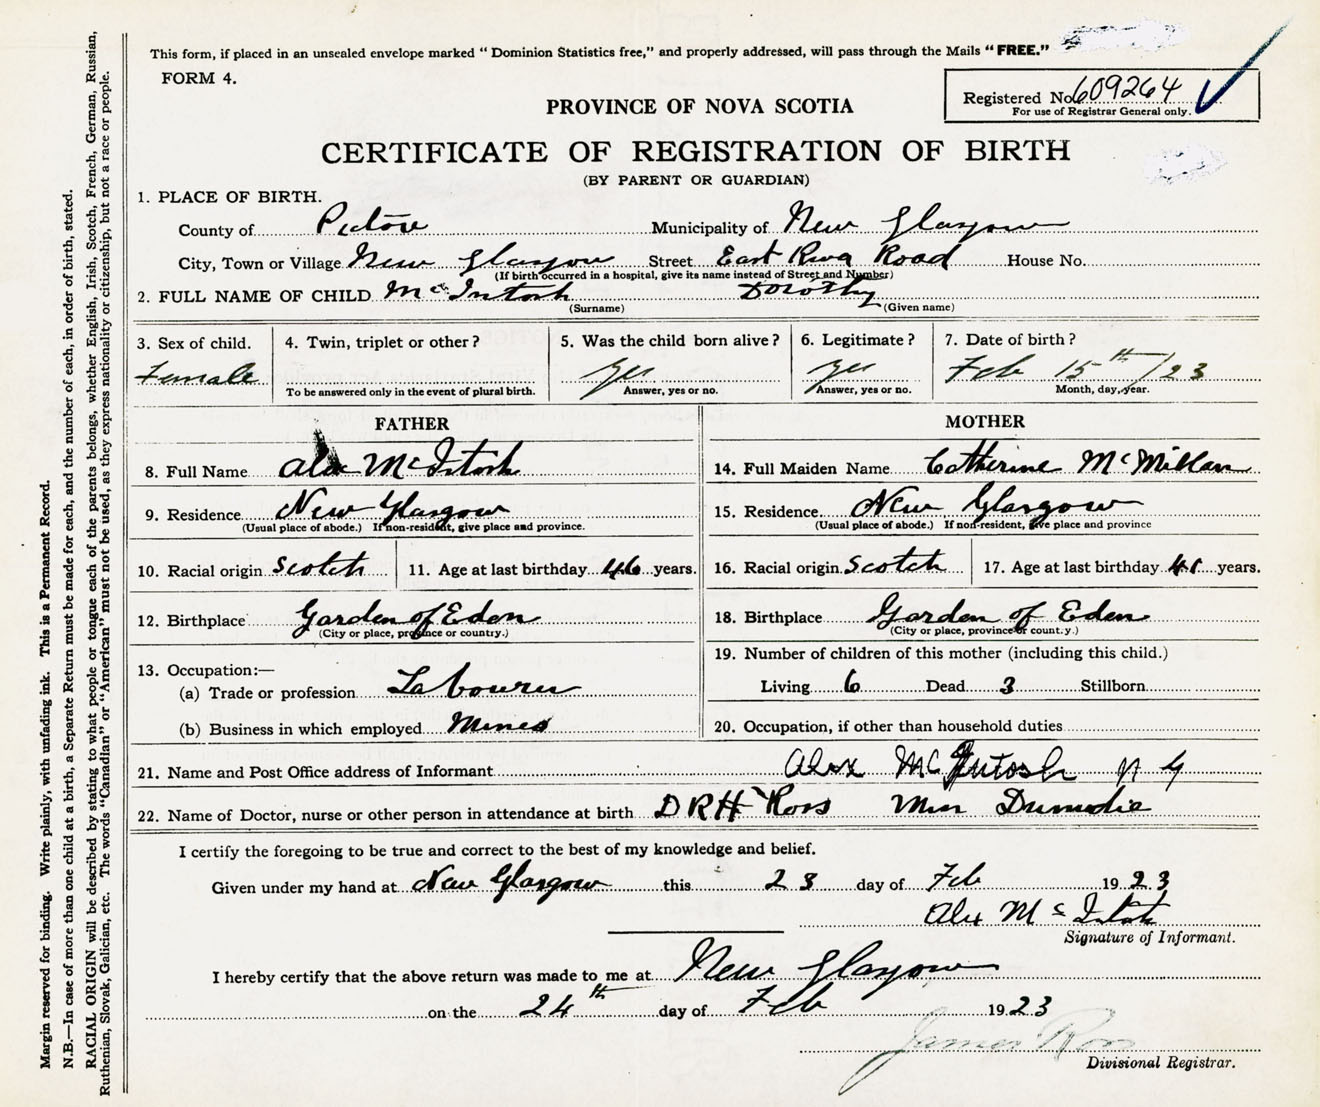 This form, if placed in an unsealed envelope marked "Dominion Statistics free," and properly addressed, will pass through the Mails "FREE."
FORM 4.
Registered No. 609264
For use of Registrar General only.
PROVINCE OF NOVA SCOTIA
CERTIFICATE OF REGISTRATION OF BIRTH
(BY PARENT OR GUARDIAN)
1. PLACE OF BIRTH.
County of Pictou Municipality of New Glasgow
City, Town or Village New Glasgow Street East River Road House No.
(If birth occurred in a hospital, give its name instead of Street and Number)
2. FULL NAME OF CHILD McIntosh Dorothy
(Surname) (Given name)
3. Sex of child. 4. Twin, triplet or other? 5. Was the child born alive? 6. Legitimate? 7. Date of birth?
Female yes yes Feb 15th/23
To be answered only in the event of plural birth. Answer, yes or no. Answer, yes or no. Month, day, year.
FATHER MOTHER
8. Full Name Alex McIntosh 14. Full Maiden Name Catherine McMillan
9. Residence New Glasgow 15. Residence New Glasgow
(Usual place of abode.) If non-resident, give place and province. (Usual place of abode.) If non-resident, give place and province
10. Racial origin Scotch 11. Age at last birthday 46 years. 16. Racial origin Scotch 17. Age at last birthday 41 years.
12. Birthplace Garden of Eden 18. Birthplace Garden of Eden
(City or place, province or country.) (City or place, province or country.)
13. Occupation:— 19. Number of children of this mother (including this child.)
(a) Trade or profession Labourer Living 6 Dead 3 Stillborn
(b) Business in which employed Mines 20. Occupation, if other than household duties
21. Name and Post Office address of Informant Alex McIntosh N G
22. Name of Doctor, nurse or other person in attendance at birth DR H Ross
I certify the foregoing to be true and correct to the best of my knowledge and belief.
Given under my hand at New Glasgow this 23 day of Feb 1923
Alex McIntosh
Signature of Informant.
I hereby certify that the above return was made to me at New Glasgow
on the 24th day of Feb 1923
James Ross
Divisional Registrar.
Margin reserved for binding. Write plainly, with unfading ink. This is a Permanent Record.
N.B.—In case of more than one child at a birth, a Separate Return must be made for each, and the number of each, in order of birth, stated.
RACIAL ORIGIN will be described by stating to what people or tongue each of the parents belongs, whether English, Irish, Scotch, French, German, Russian,
Ruthenian, Slovak, Galician, etc. The words "Canadian" or "American" must not be used, as they express nationality or citizenship, but not a race or people.